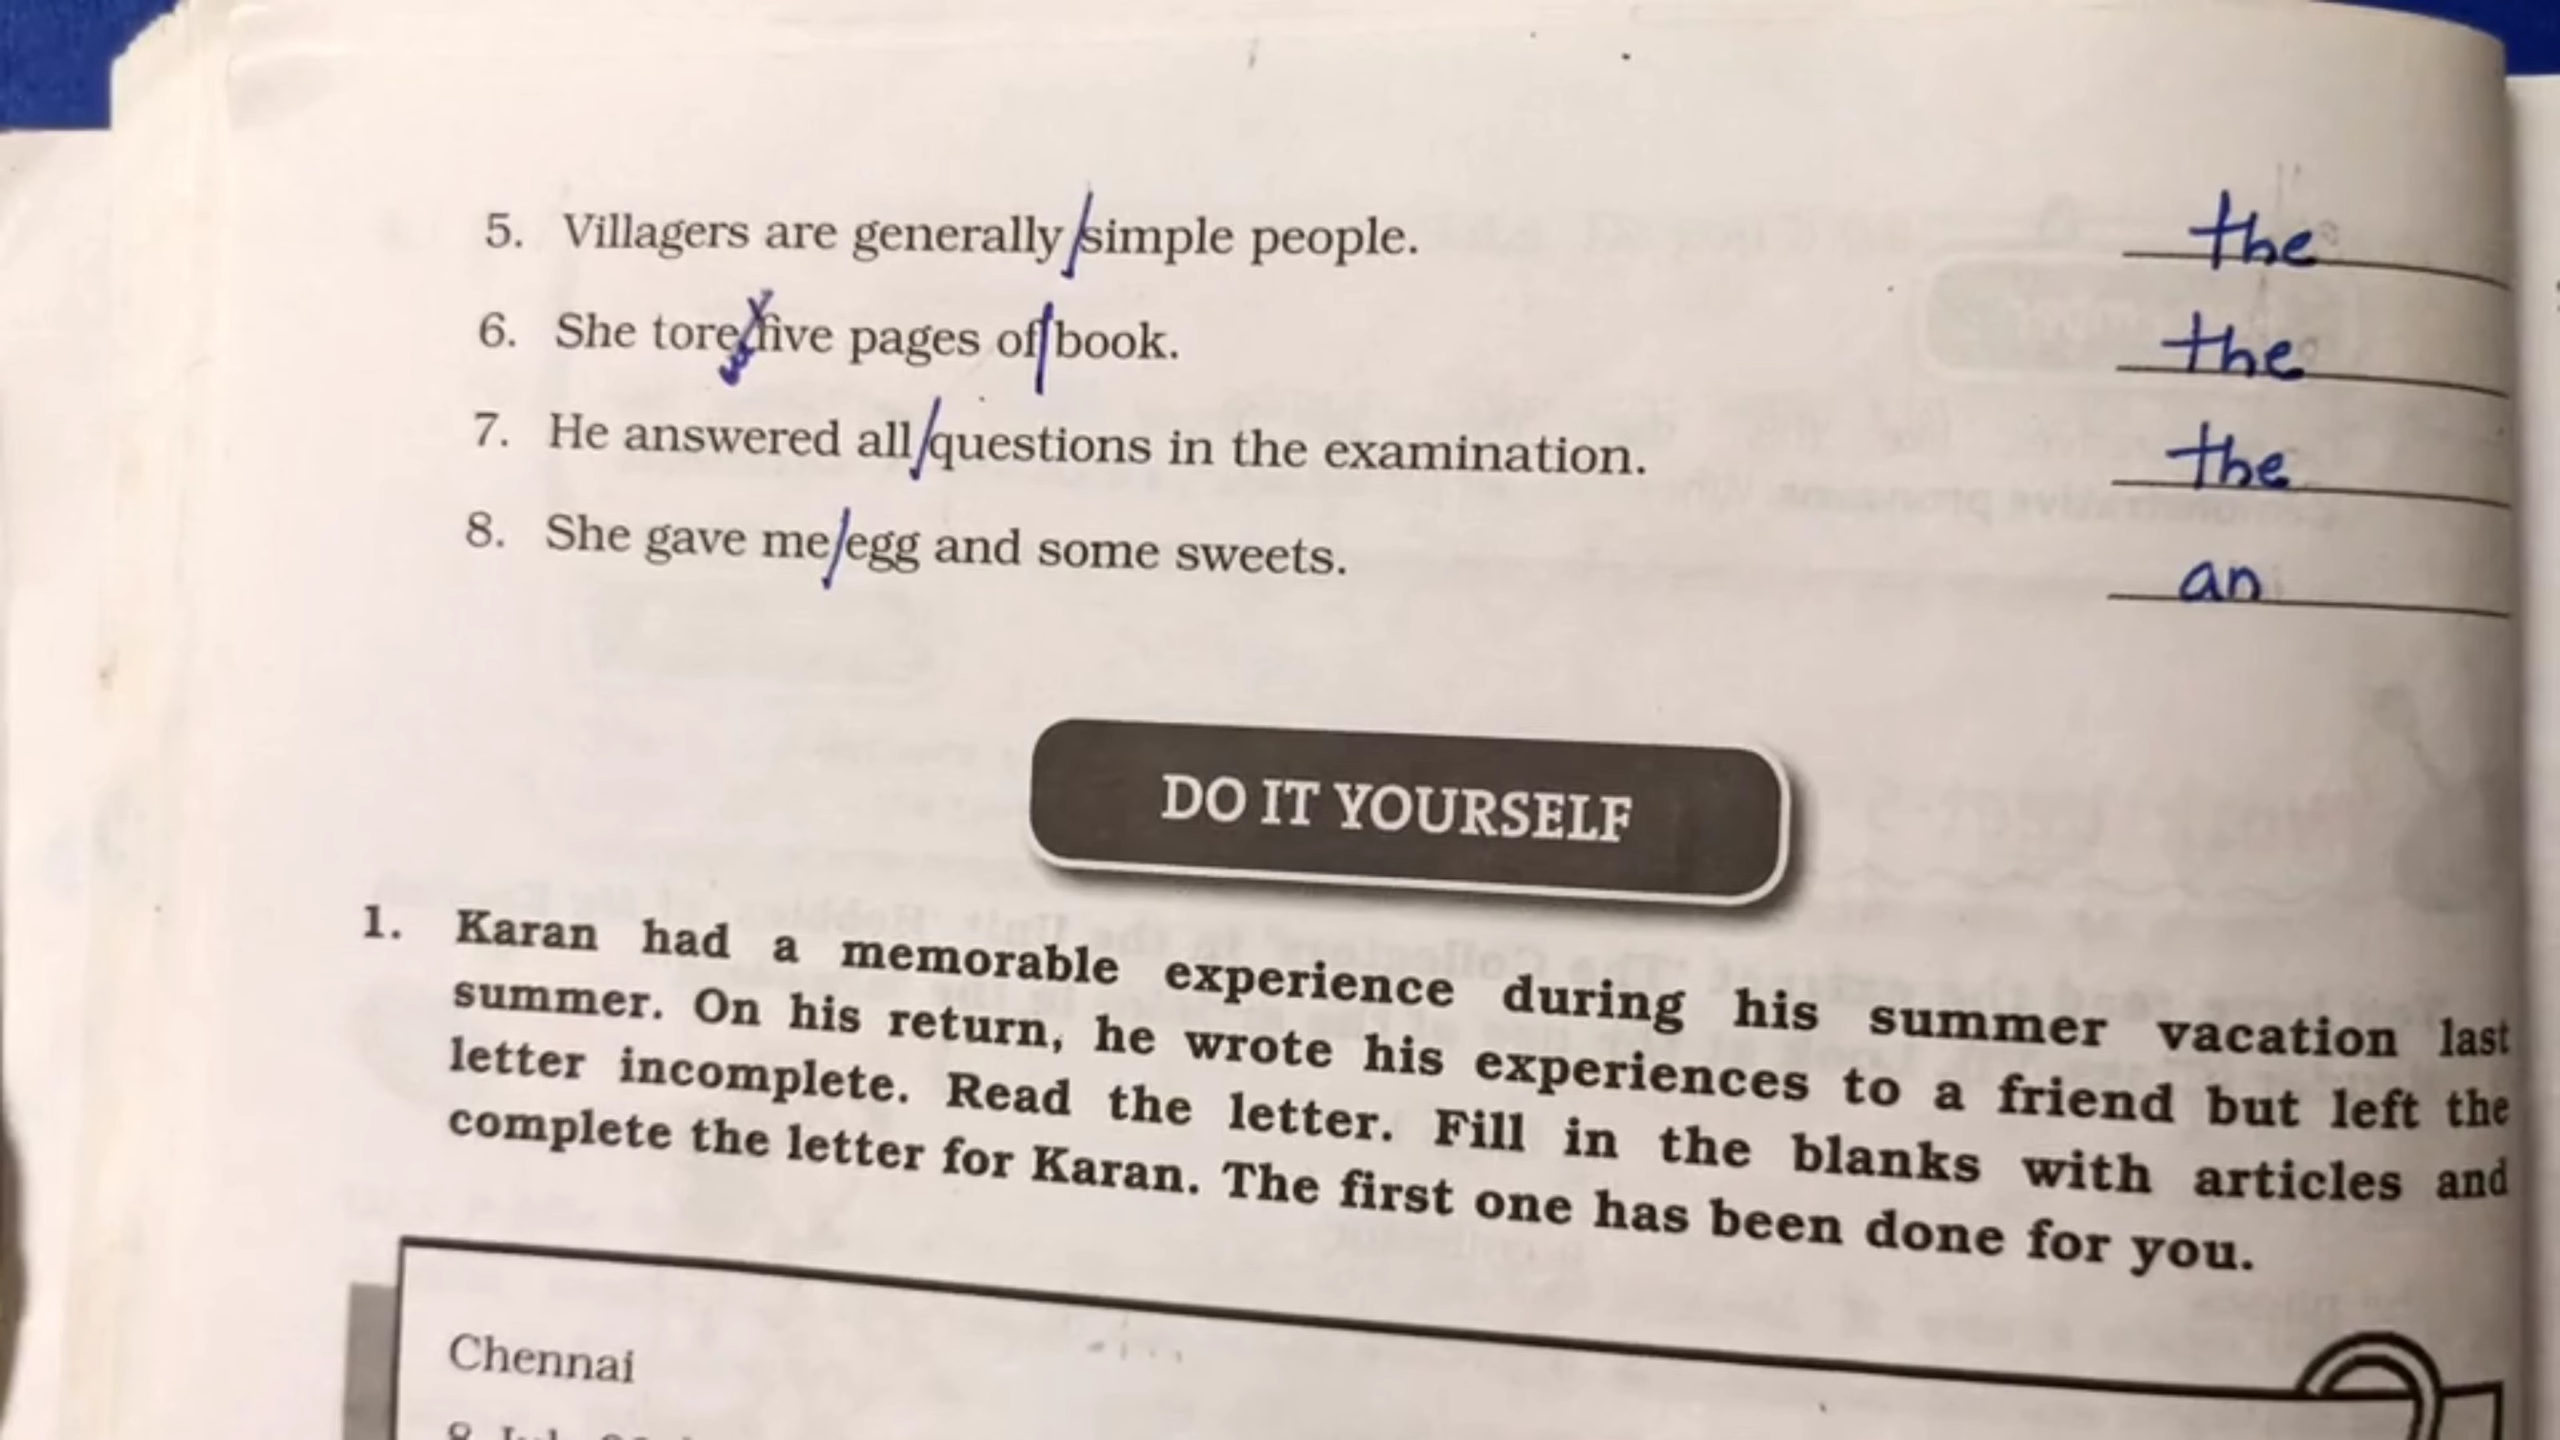 5. Villagers are generally/simple people. the
6. She tore five pages of/book. the
7. He answered all/questions in the examination. the
8. She gave me/egg and some sweets. an
DO IT YOURSELF
1. Karan had a memorable experience during his summer vacation last
summer. On his return, he wrote his experiences to a friend but left the
letter incomplete. Read the letter. Fill in the blanks with articles and
complete the letter for Karan. The first one has been done for you.
Chennai